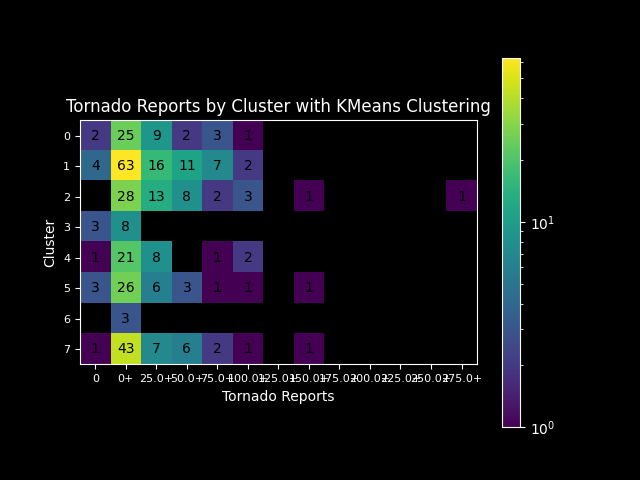 Tornado Reports by Cluster with KMeans Clustering
0 2 25 9 2 3 1
1 4 63 16 11 7 2
2 28 13 8 2 3 1 1
3 3 8
4 1 21 8 1 2
5 3 26 6 3 1 1 1
6 3
7 1 43 7 6 2 1 1
0 0+ 25.0+ 50.0+ 75.0+ 100.0+ 125.0+ 150.0+ 175.0+ 200.0+ 225.0+ 250.0+ 275.0+
Tornado Reports
Cluster
10¹
10⁰